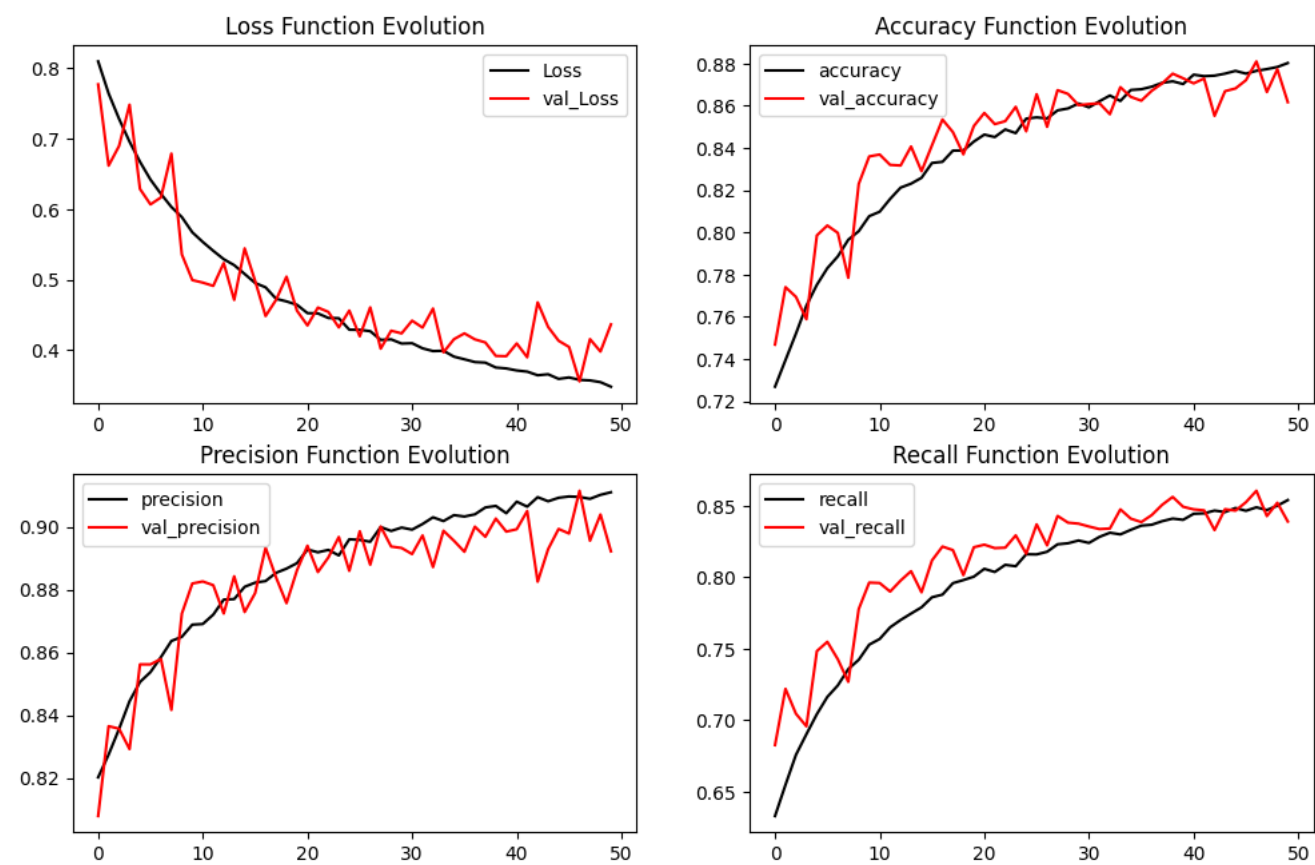 Loss Function Evolution
Loss
val_Loss
0.8
0.7
0.6
0.5
0.4
0 10 20 30 40 50
Accuracy Function Evolution
accuracy
val_accuracy
0.88
0.86
0.84
0.82
0.80
0.78
0.76
0.74
0.72
0 10 20 30 40 50
Precision Function Evolution
precision
val_precision
0.90
0.88
0.86
0.84
0.82
0 10 20 30 40 50
Recall Function Evolution
recall
val_recall
0.85
0.80
0.75
0.70
0.65
0 10 20 30 40 50